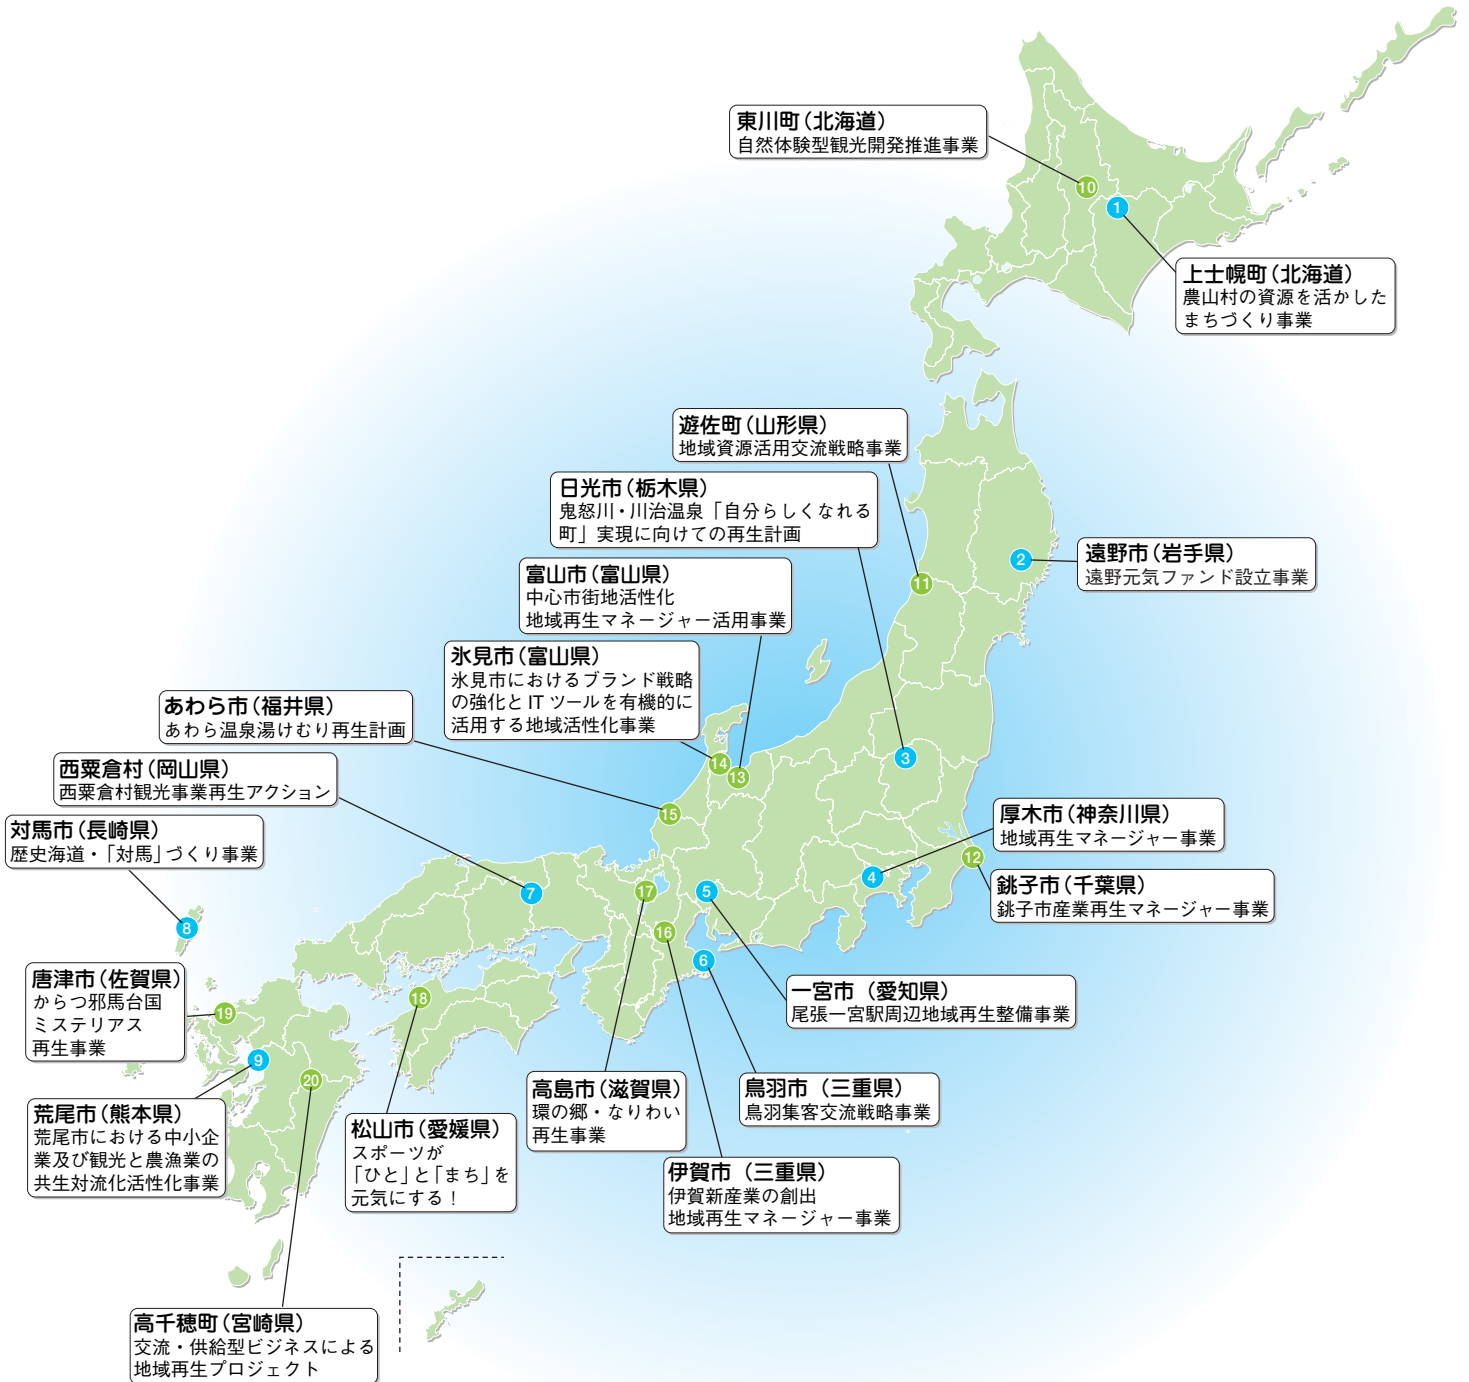 東川町（北海道）
自然体験型観光開発推進事業
10
1
上士幌町（北海道）
農山村の資源を活かした
まちづくり事業
遊佐町（山形県）
地域資源活用交流戦略事業
日光市（栃木県）
鬼怒川・川治温泉「自分らしくなれる
町」実現に向けての再生計画
2
遠野市（岩手県）
遠野元気ファンド設立事業
11
富山市（富山県）
中心市街地活性化
地域再生マネージャー活用事業
氷見市（富山県）
氷見市におけるブランド戦略
の強化と IT ツールを有機的に
活用する地域活性化事業
あわら市（福井県）
あわら温泉湯けむり再生計画
3
14
13
西粟倉村（岡山県）
西粟倉村観光事業再生アクション
15
厚木市（神奈川県）
地域再生マネージャー事業
対馬市（長崎県）
歴史海道・「対馬」づくり事業
12
4
銚子市（千葉県）
銚子市産業再生マネージャー事業
7
17
5
8
16
6
唐津市（佐賀県）
からつ邪馬台国
ミステリアス
再生事業
19
18
一宮市（愛知県）
尾張一宮駅周辺地域再生整備事業
9
20
高島市（滋賀県）
環の郷・なりわい
再生事業
鳥羽市（三重県）
鳥羽集客交流戦略事業
荒尾市（熊本県）
荒尾市における中小企
業及び観光と農漁業の
共生対流化活性化事業
松山市（愛媛県）
スポーツが
「ひと」と「まち」を
元気にする！
伊賀市（三重県）
伊賀新産業の創出
地域再生マネージャー事業
高千穂町（宮崎県）
交流・供給型ビジネスによる
地域再生プロジェクト